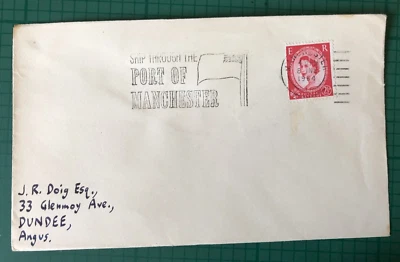 SHIP THROUGH THE
PORT OF
MANCHESTER
E R
J. R. Doig Esq.,
33 Glenmoy Ave.,
DUNDEE,
Angus.